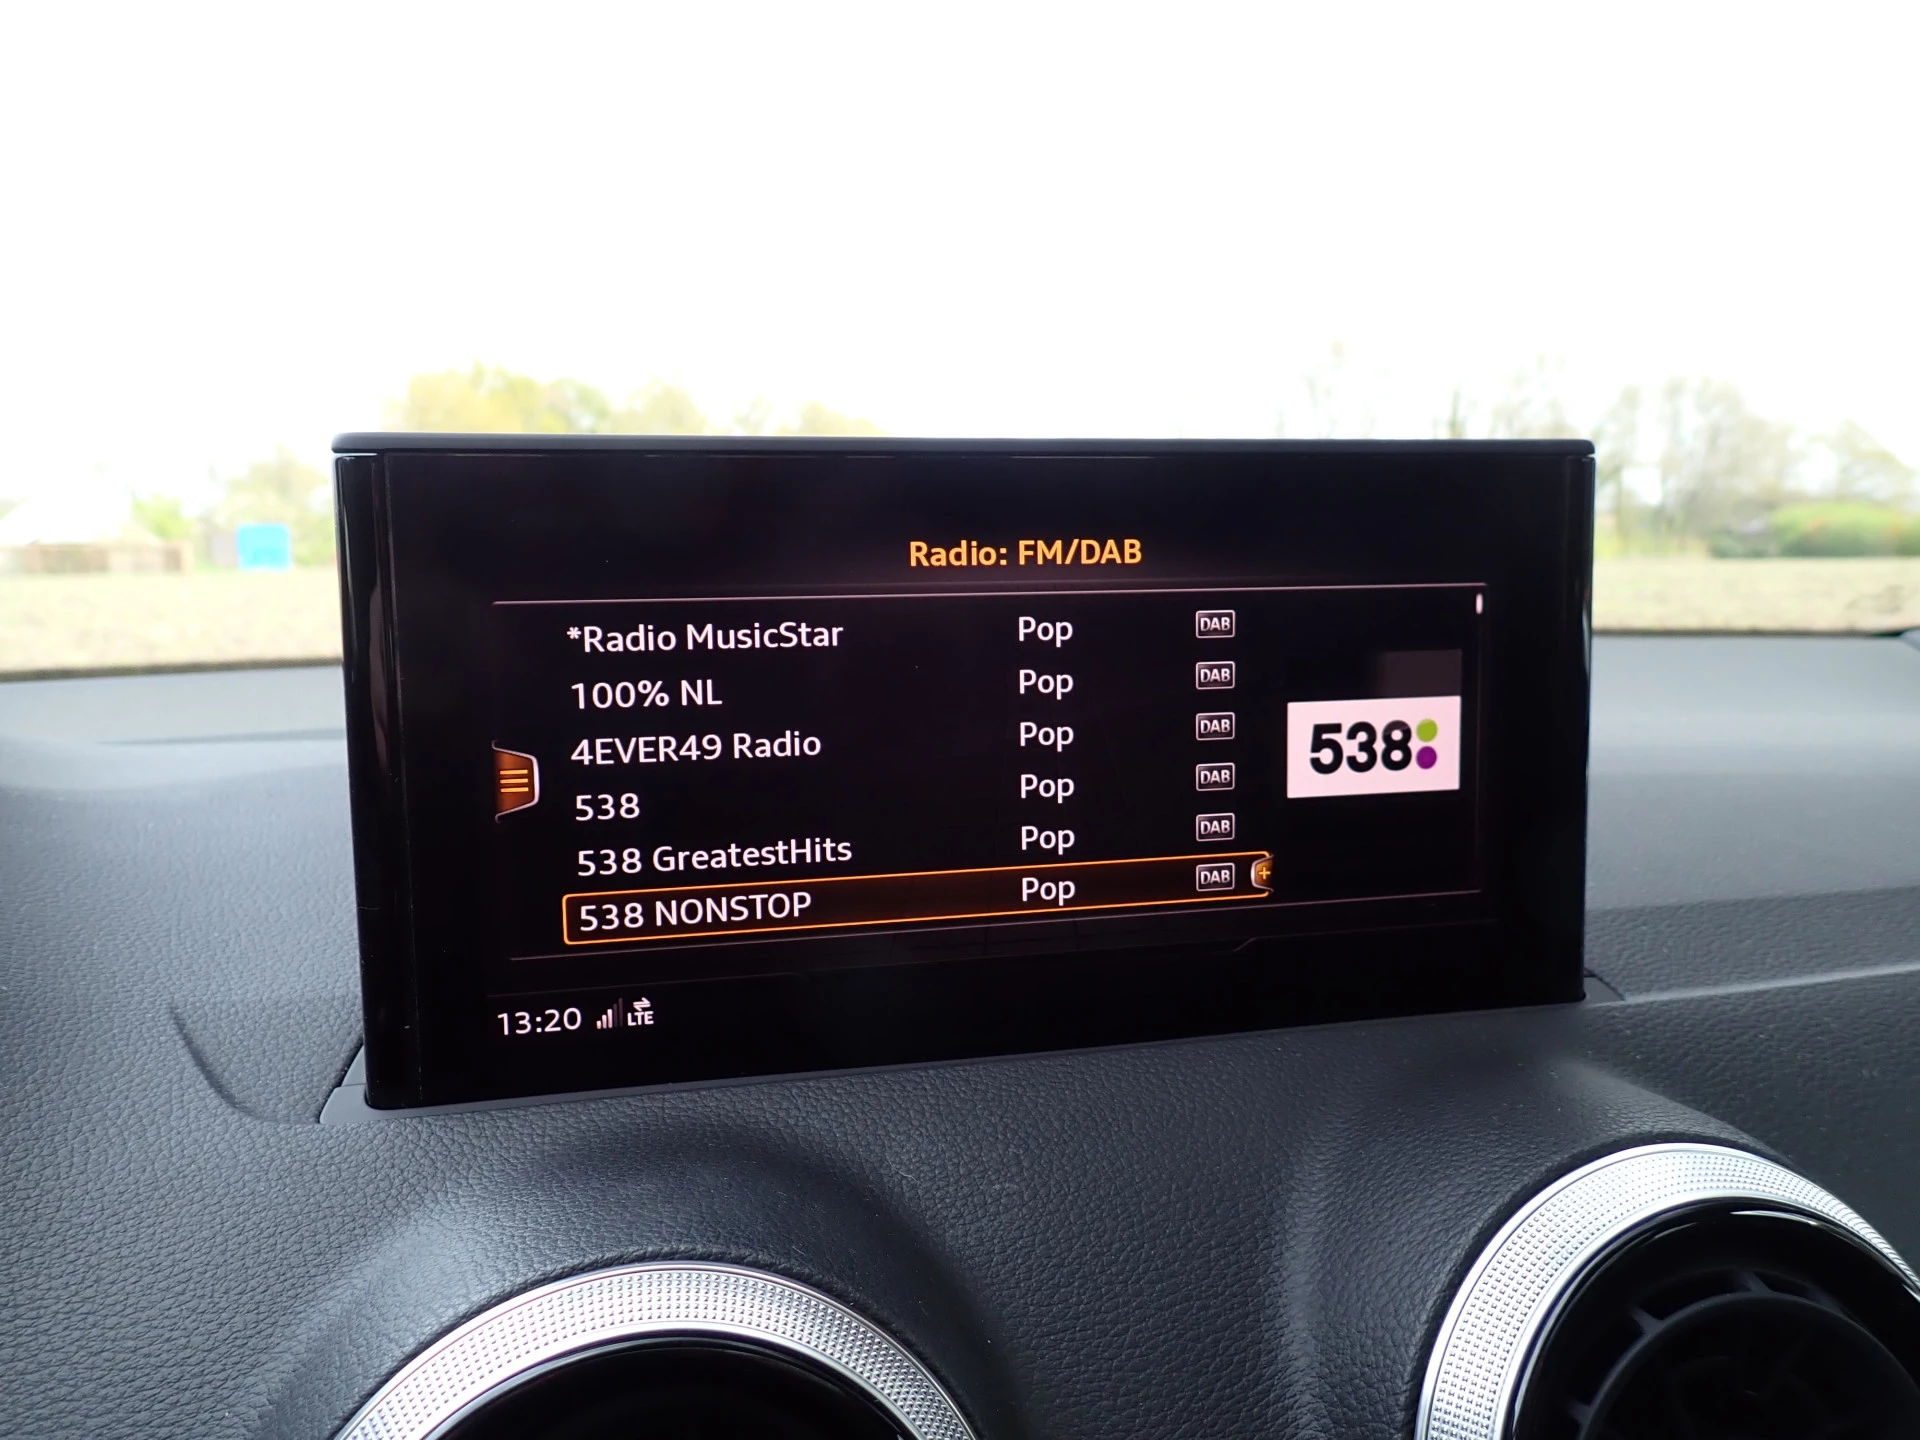 Radio: FM/DAB
*Radio MusicStar Pop DAB
100% NL Pop DAB
4EVER49 Radio Pop DAB
538 Pop DAB
538 GreatestHits Pop DAB
538 NONSTOP Pop DAB +
538
13:20 LTE